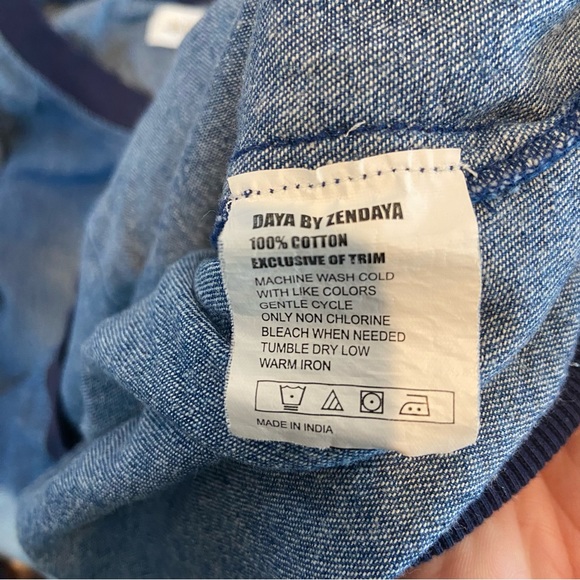 DAYA BY ZENDAYA
100% COTTON
EXCLUSIVE OF TRIM
MACHINE WASH COLD
WITH LIKE COLORS
GENTLE CYCLE
ONLY NON CHLORINE
BLEACH WHEN NEEDED
TUMBLE DRY LOW
WARM IRON
MADE IN INDIA